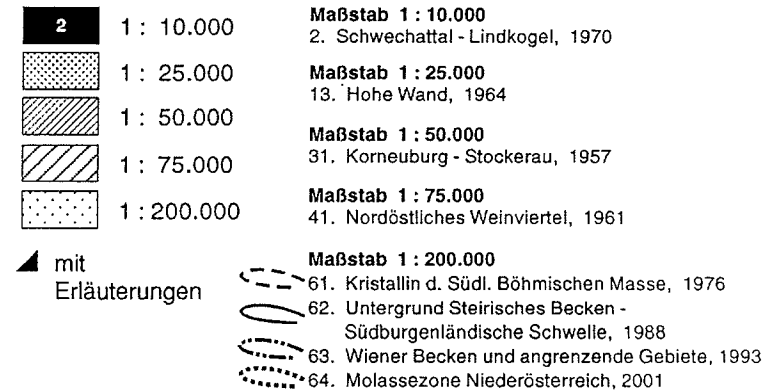 2 1 : 10.000
1 : 25.000
1 : 50.000
1 : 75.000
1 : 200.000
mit
Erläuterungen
Maßstab 1 : 10.000
2. Schwechattal - Lindkogel, 1970
Maßstab 1 : 25.000
13. Hohe Wand, 1964
Maßstab 1 : 50.000
31. Korneuburg - Stockerau, 1957
Maßstab 1 : 75.000
41. Nordöstliches Weinviertel, 1961
Maßstab 1 : 200.000
61. Kristallin d. Südl. Böhmischen Masse, 1976
62. Untergrund Steirisches Becken -
Südburgenländische Schwelle, 1988
63. Wiener Becken und angrenzende Gebiete, 1993
64. Molassezone Niederösterreich, 2001